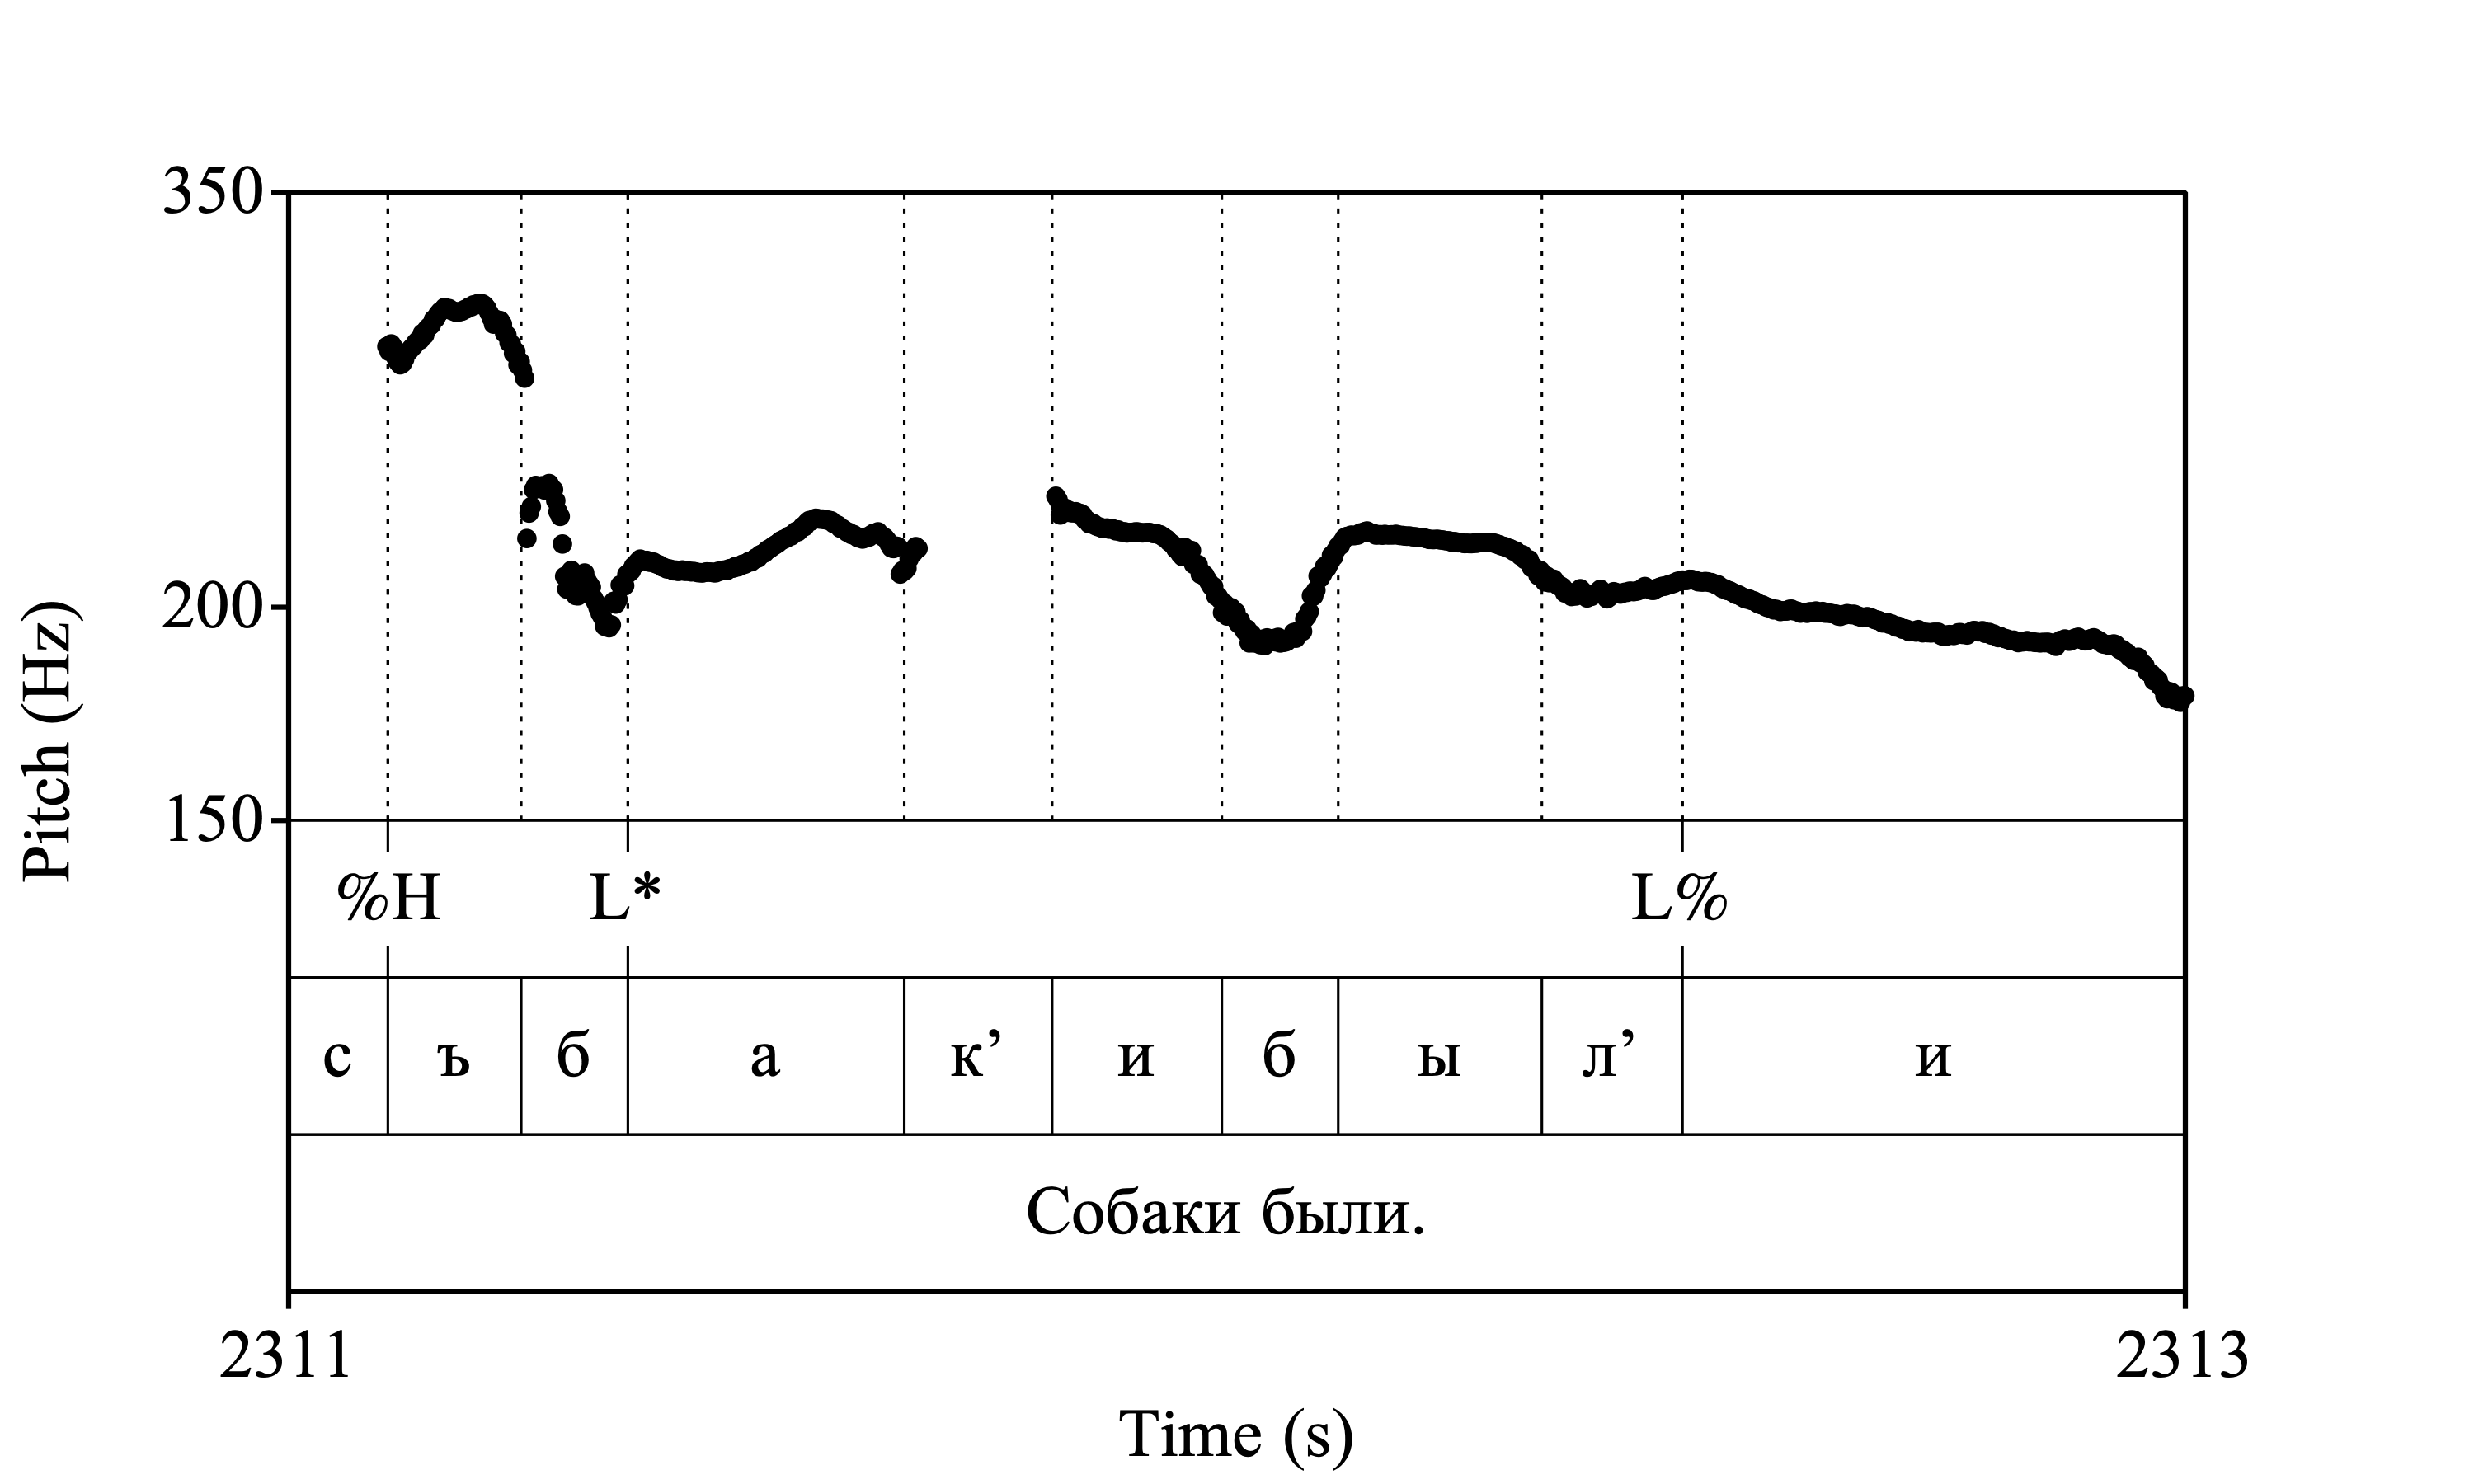 350
200
150
Pitch (Hz)
%H L* L%
с ъ б а к’ и б ы л’ и
Собаки были.
2311 2313
Time (s)